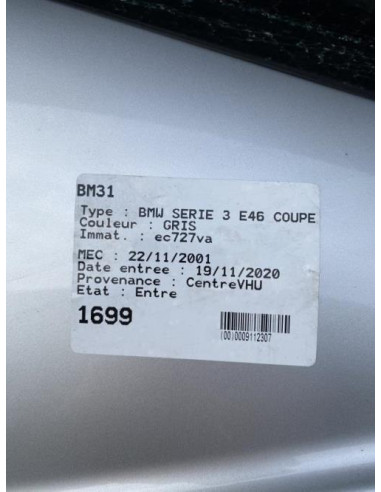 BM31
Type : BMW SERIE 3 E46 COUPE
Couleur : GRIS
Immat. : ec727va
MEC : 22/11/2001
Date entree : 19/11/2020
Provenance : CentreVHU
Etat : Entre
1699
(00)0009112307